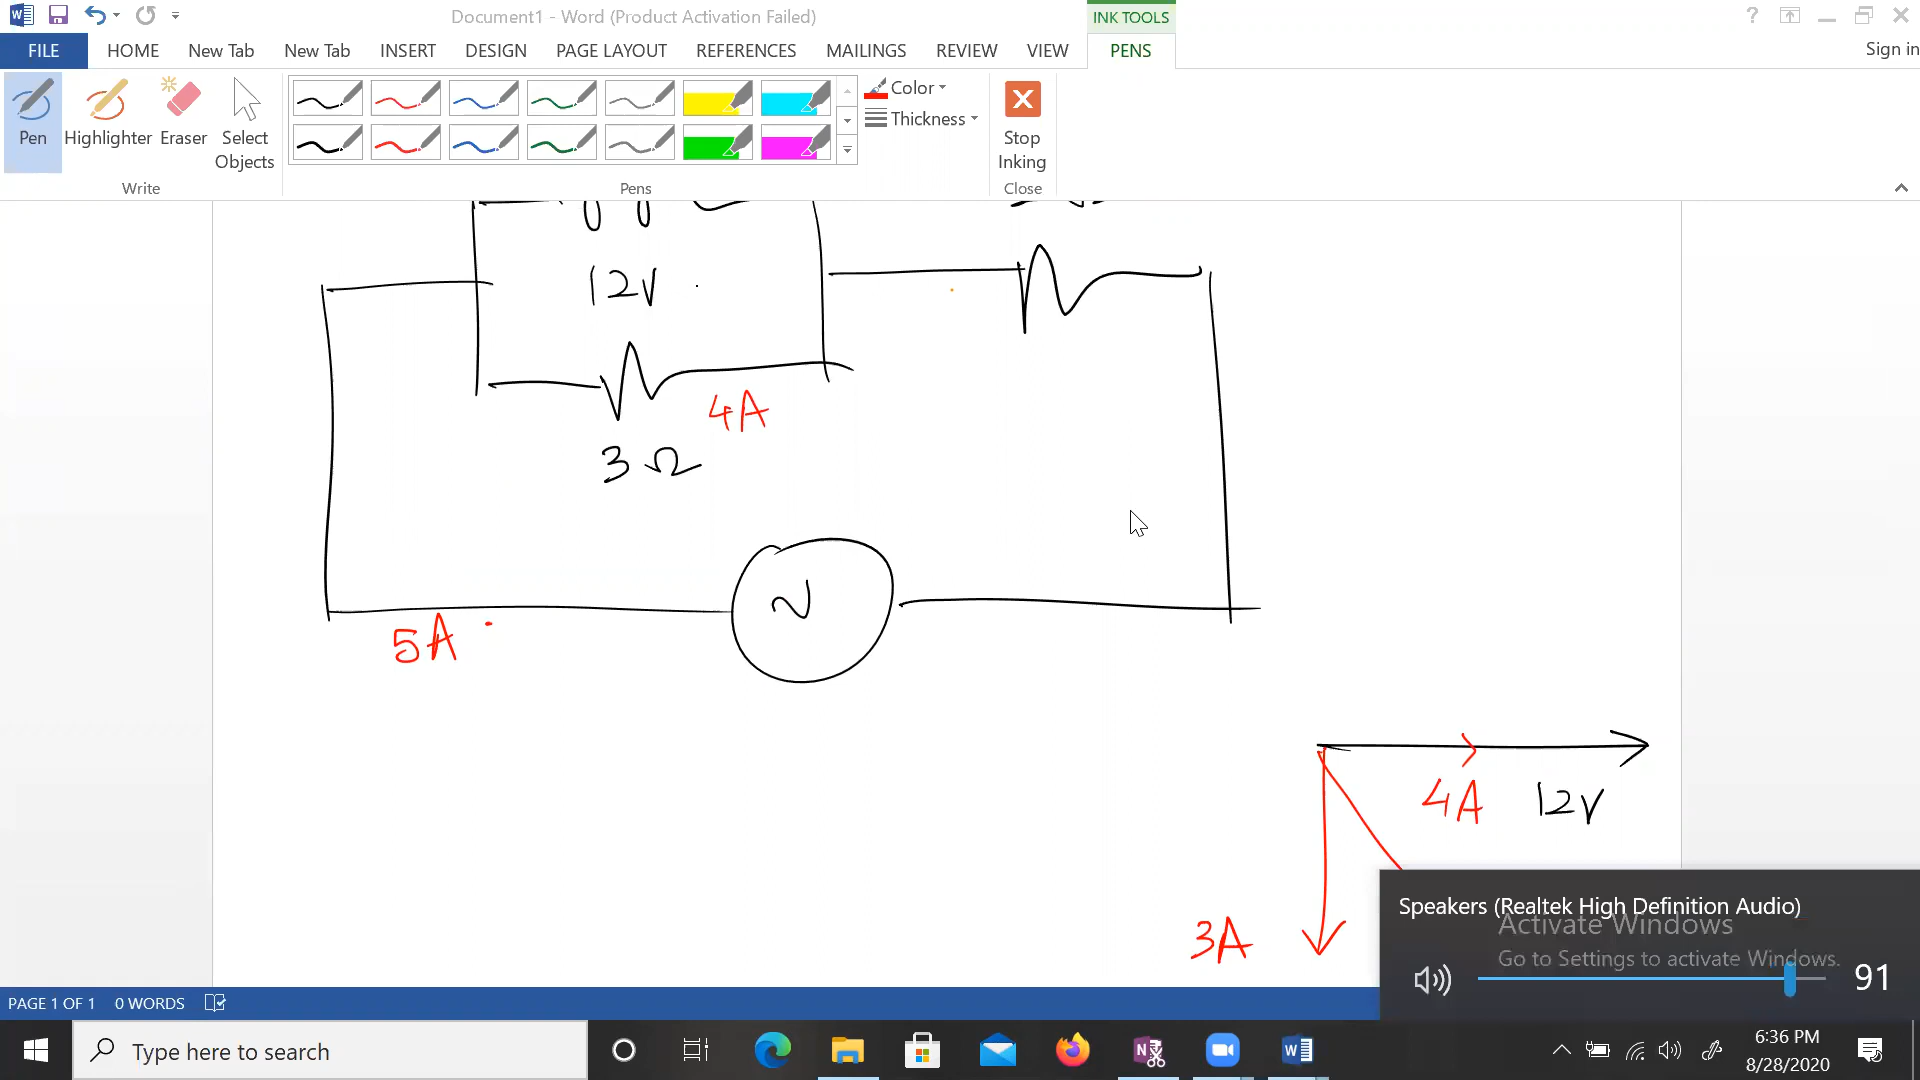 Document1 - Word (Product Activation Failed)
INK TOOLS
?
FILE HOME New Tab New Tab INSERT DESIGN PAGE LAYOUT REFERENCES MAILINGS REVIEW VIEW PENS Sign in
Pen Highlighter Eraser Select Objects
Color
Thickness
Stop Inking
Write Pens Close
12V
4A
3 Ω
5A
4A 12V
3A
Speakers (Realtek High Definition Audio)
Activate Windows
Go to Settings to activate Windows.
91
PAGE 1 OF 1 0 WORDS
Type here to search
6:36 PM
8/28/2020